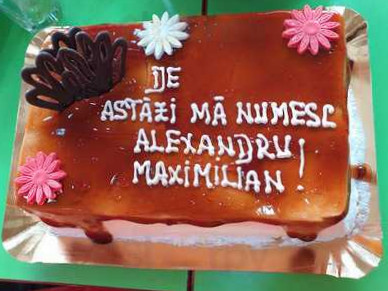 DE
ASTĂZI MĂ NUMESC
ALEXANDRU
MAXiMiLIAN!